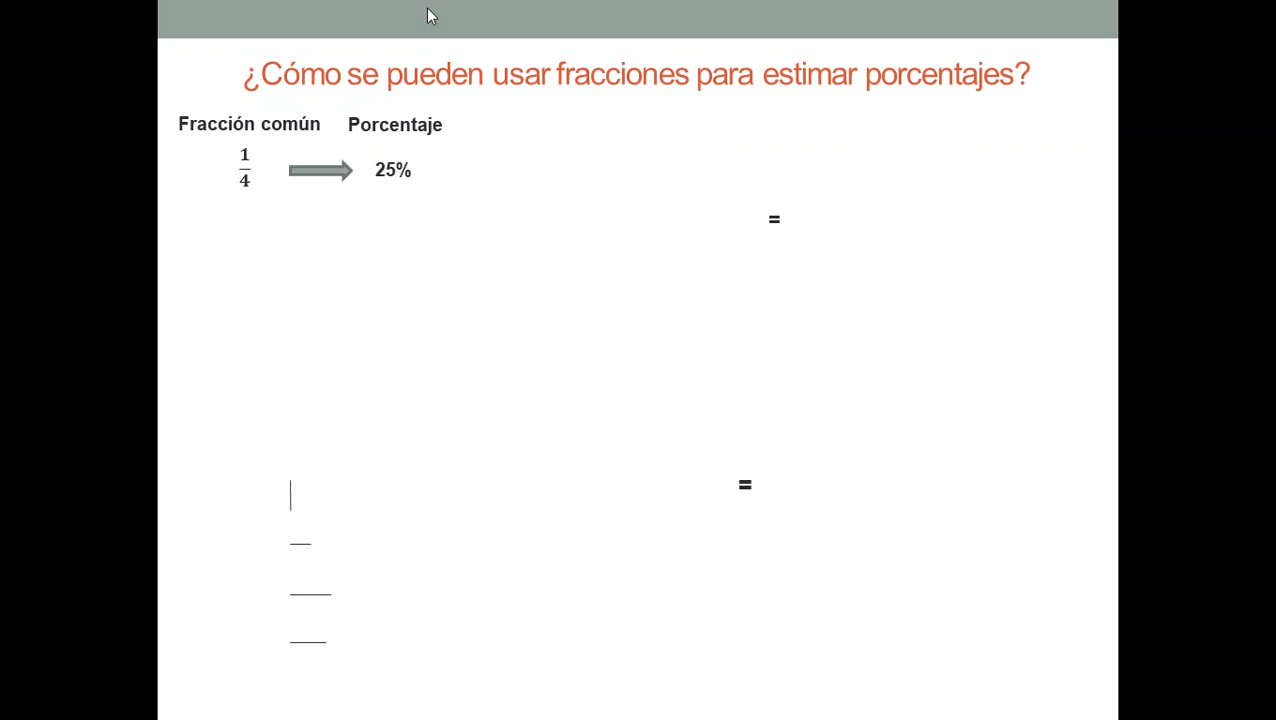 ¿Cómo se pueden usar fracciones para estimar porcentajes?
Fracción común Porcentaje
1/4 25%
=
=